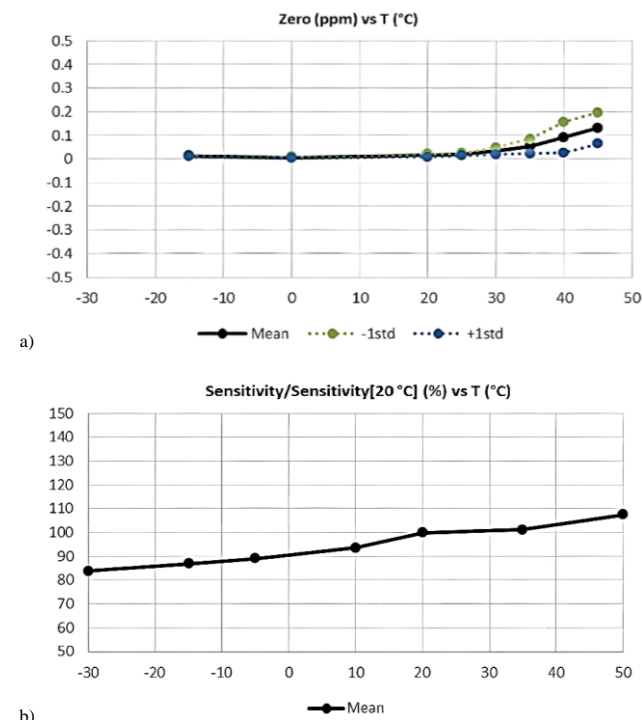 Zero (ppm) vs T (°C)
0.5
0.4
0.3
0.2
0.1
0
-0.1
-0.2
-0.3
-0.4
-0.5
-30 -20 -10 0 10 20 30 40 50
Mean -1std +1std
a)
Sensitivity/Sensitivity[20 °C] (%) vs T (°C)
150
140
130
120
110
100
90
80
70
60
50
-30 -20 -10 0 10 20 30 40 50
Mean
b)